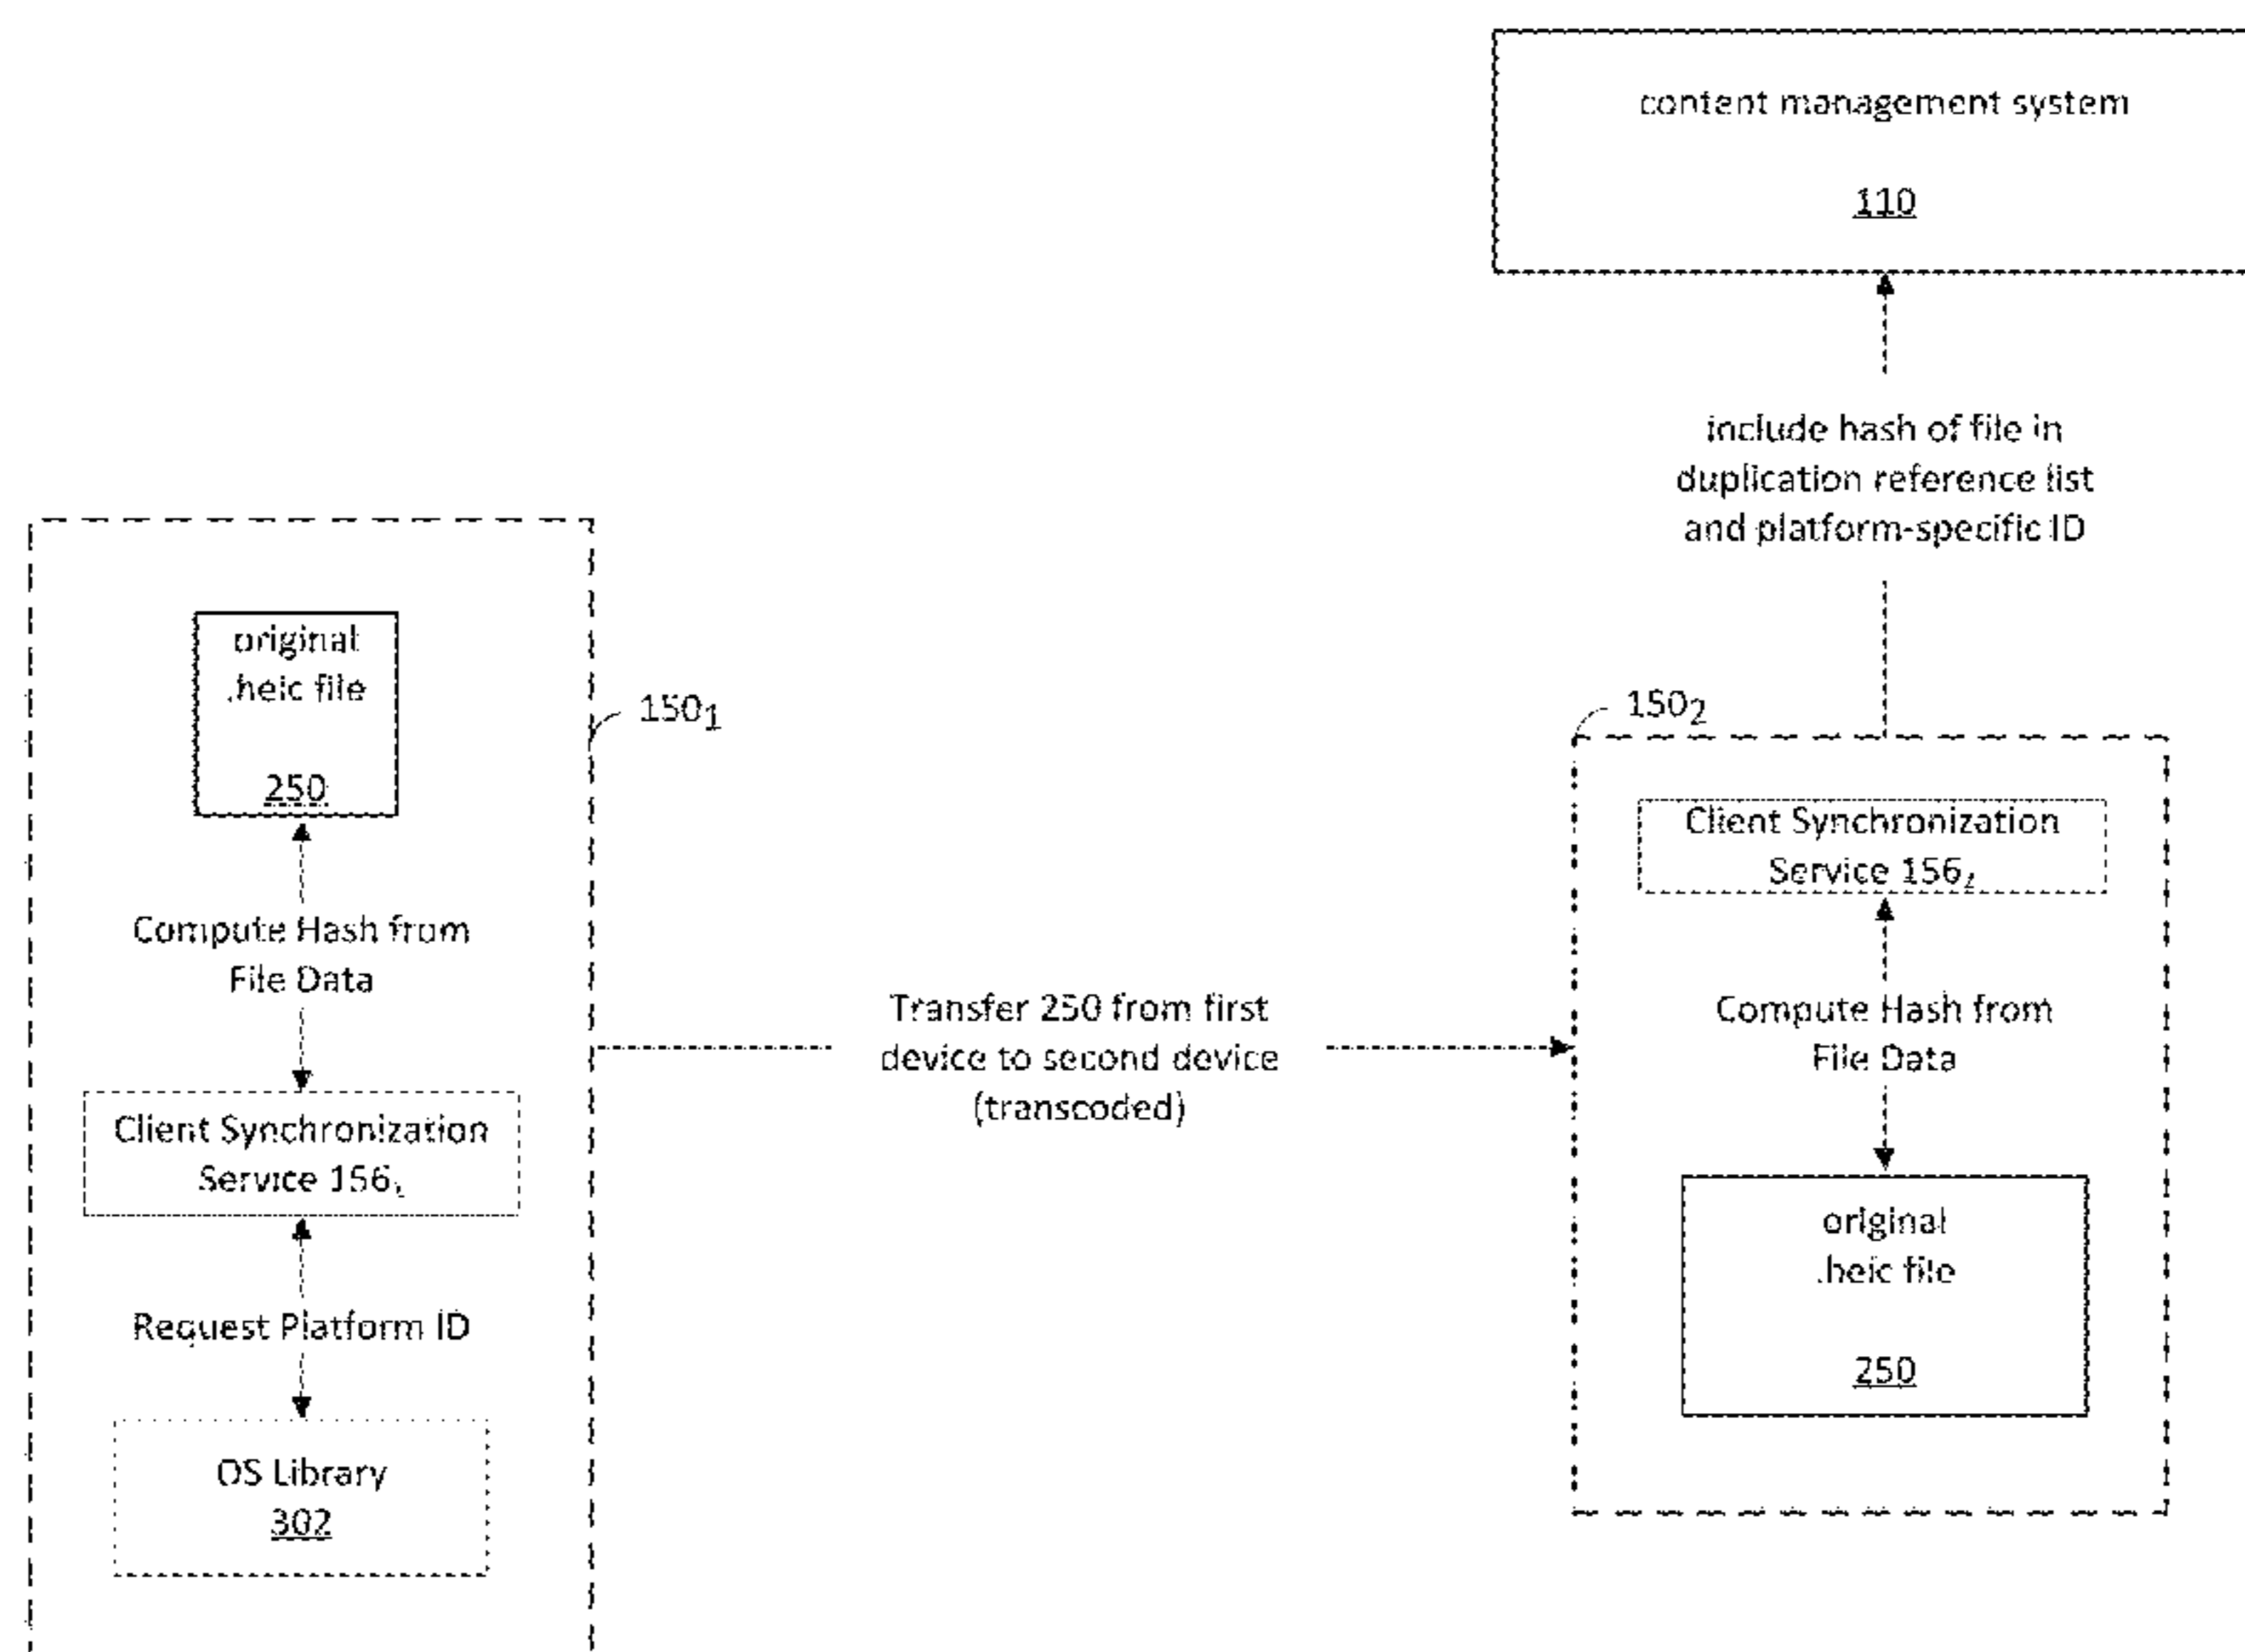 content management system
110
include hash of file in
duplication reference list
and platform-specific ID
original
.heic file
250
150₁
Compute Hash from
File Data
Client Synchronization
Service 156₁
Request Platform ID
OS Library
302
Transfer 250 from first
device to second device
(transcoded)
150₂
Client Synchronization
Service 156₂
Compute Hash from
File Data
original
.heic file
250